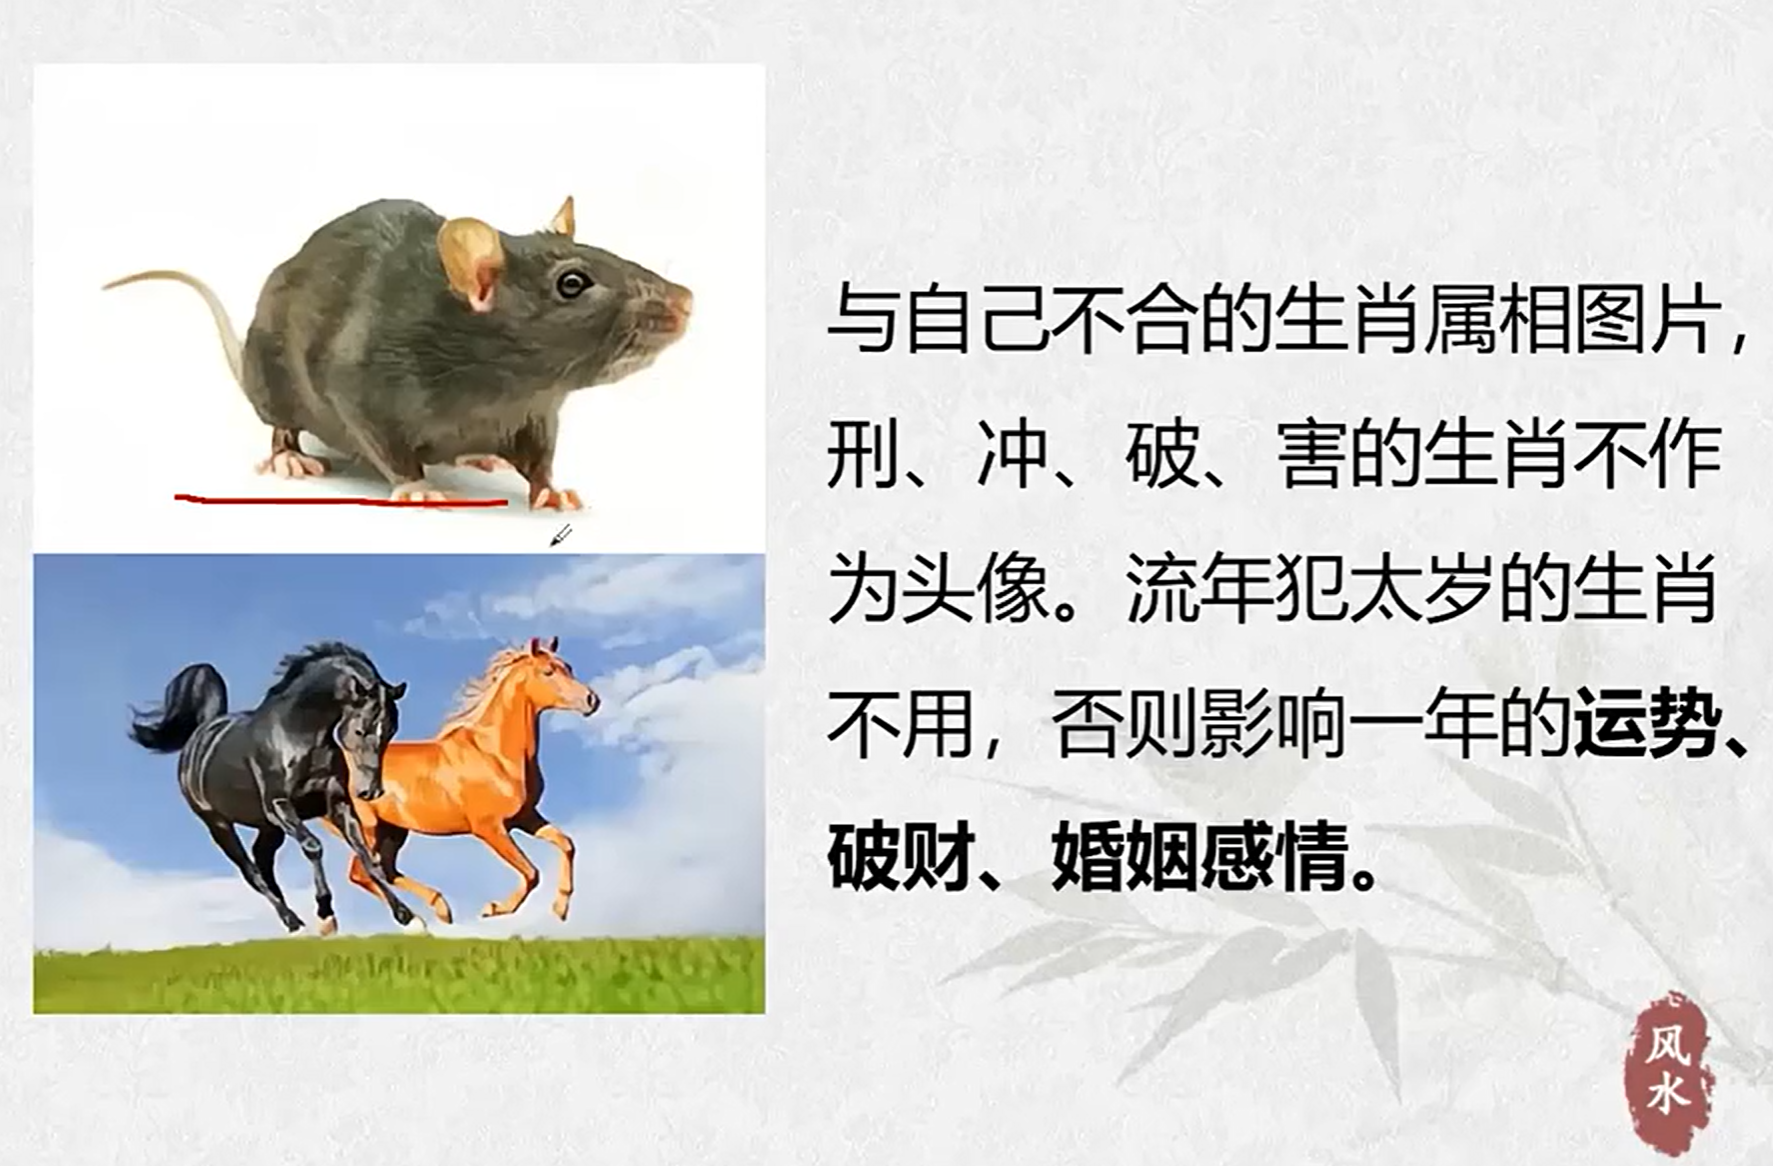 与自己不合的生肖属相图片，
刑、冲、破、害的生肖不作
为头像。流年犯太岁的生肖
不用，否则影响一年的运势、
破财、婚姻感情。
风
水